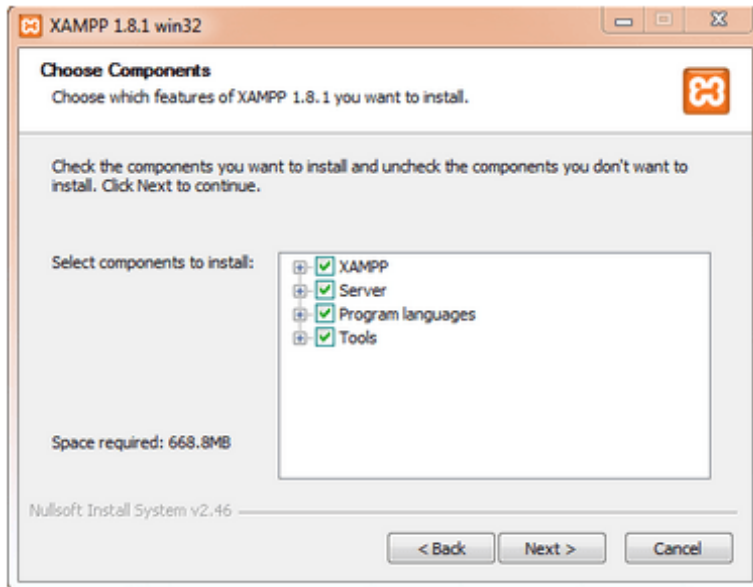 XAMPP 1.8.1 win32
Choose Components
Choose which features of XAMPP 1.8.1 you want to install.
Check the components you want to install and uncheck the components you don't want to
install. Click Next to continue.
Select components to install:
XAMPP
Server
Program languages
Tools
Space required: 668.8MB
Nullsoft Install System v2.46
< Back
Next >
Cancel